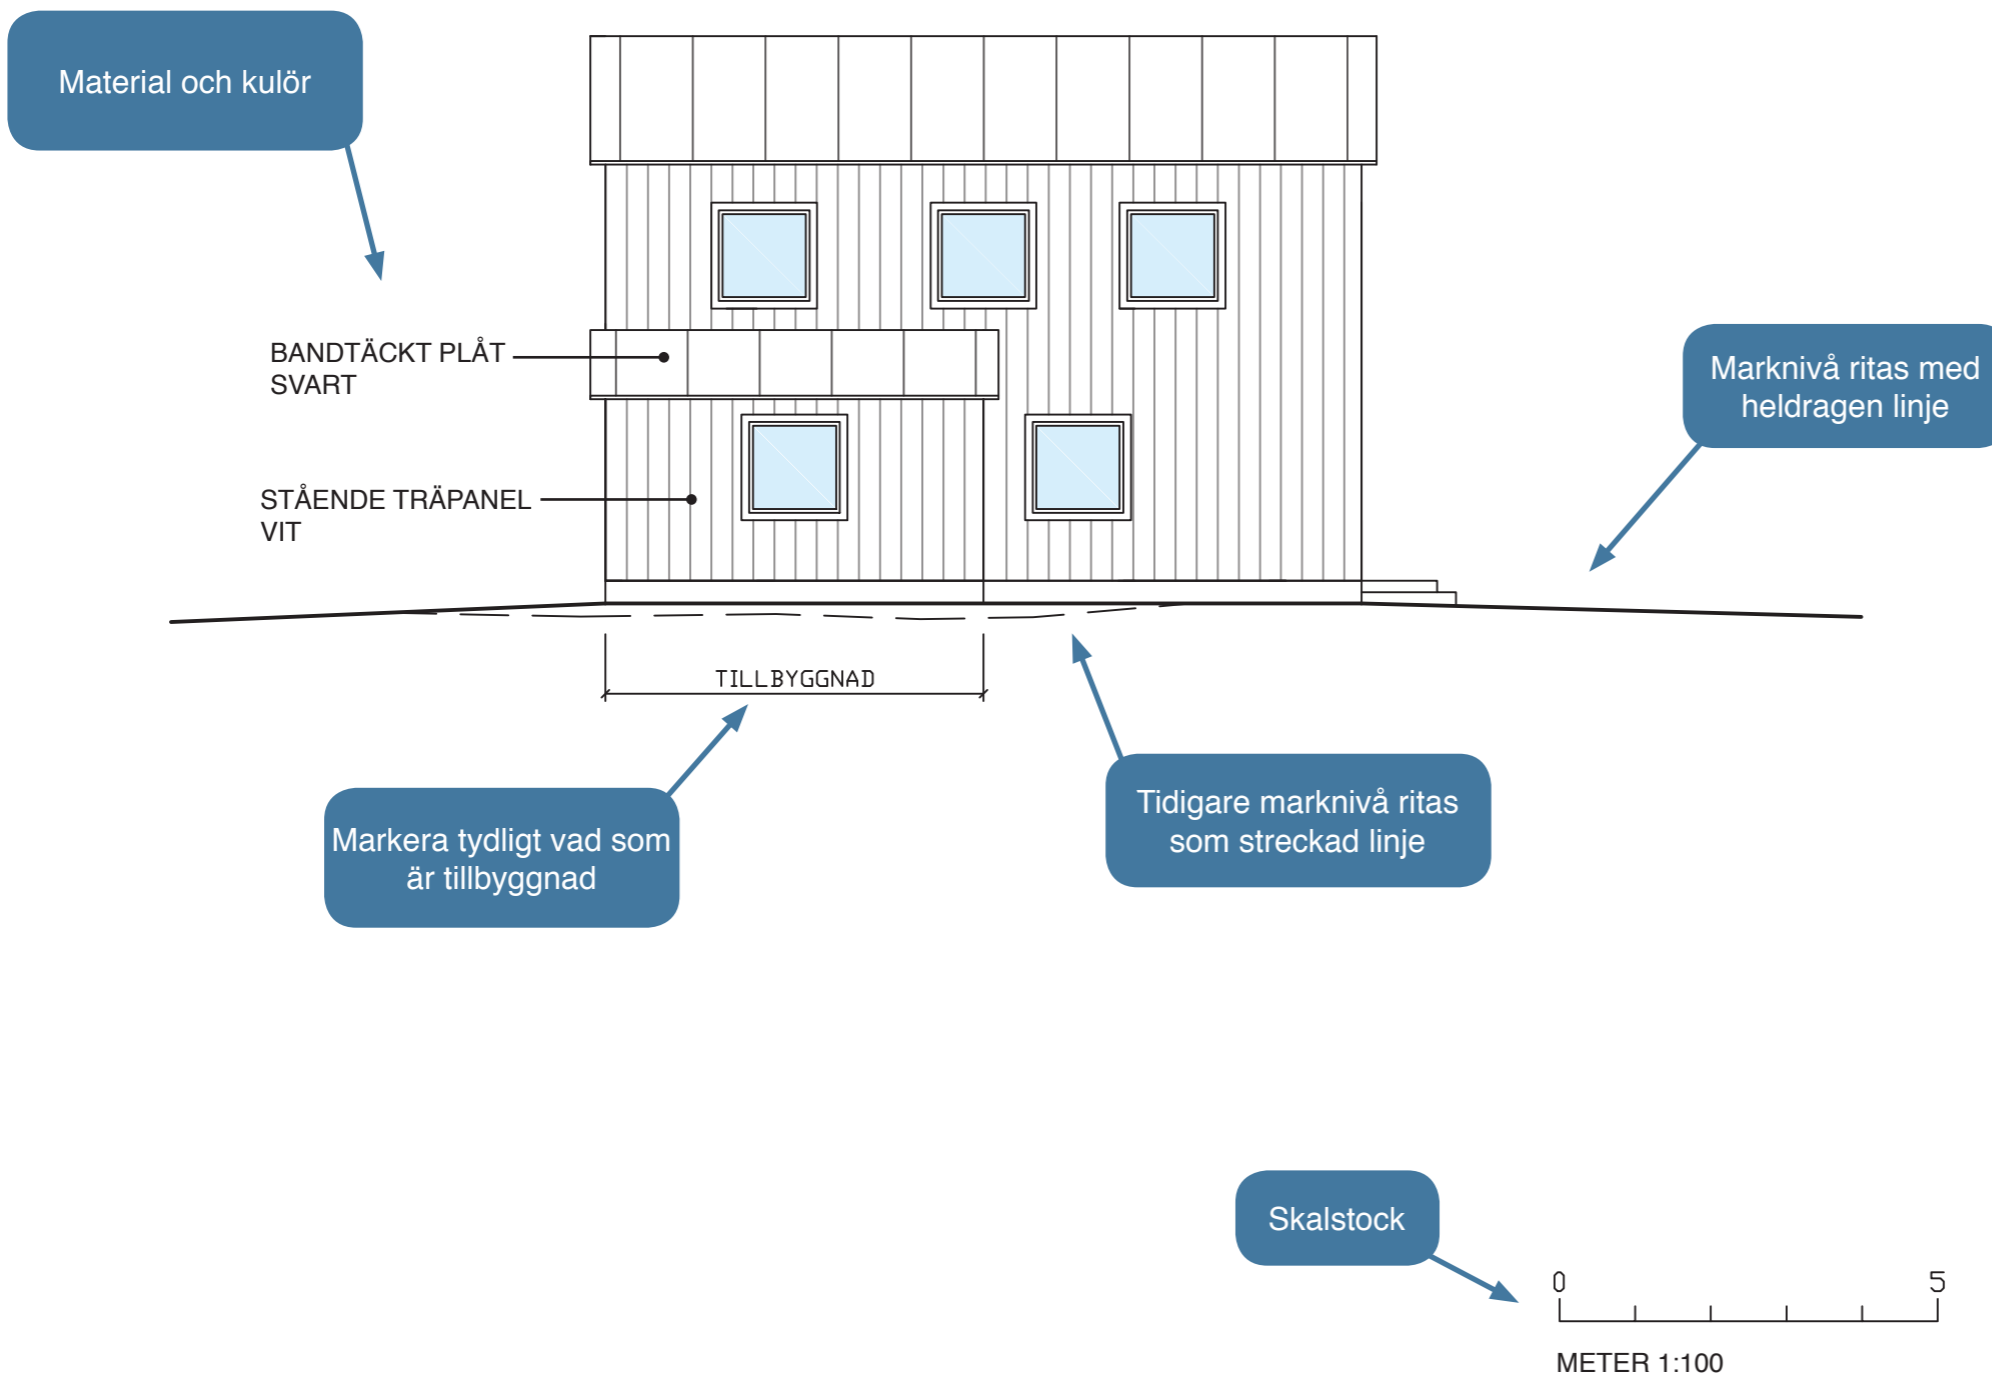 Material och kulör
BANDTÄCKT PLÅT
SVART
STÅENDE TRÄPANEL
VIT
Marknivå ritas med
heldragen linje
TILLBYGGNAD
Markera tydligt vad som
är tillbyggnad
Tidigare marknivå ritas
som streckad linje
Skalstock
0 5
METER 1:100